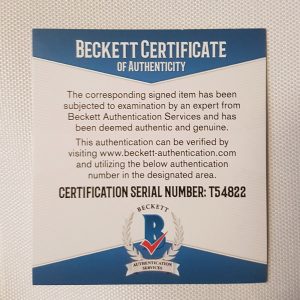 BECKETT CERTIFICATE
OF AUTHENTICITY
The corresponding signed item has been
subjected to examination by an expert from
Beckett Authentication Services and has
been deemed authentic and genuine.
This authentication can be verified by
visiting www.beckett-authentication.com
and utilizing the below authentication
number in the designated area.
CERTIFICATION SERIAL NUMBER: T54822
BECKETT
B
AUTHENTICATION
SERVICES